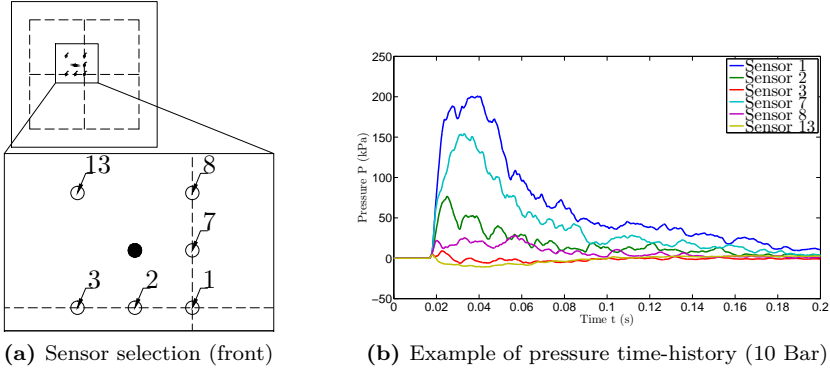 13
8
7
3
2
1
(a) Sensor selection (front)
250
200
150
100
50
0
−50
Pressure P (kPa)
0
0.02
0.04
0.06
0.08
0.1
0.12
0.14
0.16
0.18
0.2
Time t (s)
Sensor 1
Sensor 2
Sensor 3
Sensor 7
Sensor 8
Sensor 13
(b) Example of pressure time-history (10 Bar)